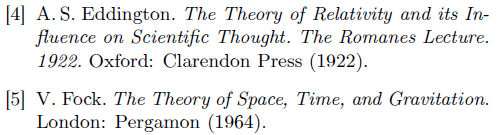 [4] A. S. Eddington. The Theory of Relativity and its In-
fluence on Scientific Thought. The Romanes Lecture.
1922. Oxford: Clarendon Press (1922).
[5] V. Fock. The Theory of Space, Time, and Gravitation.
London: Pergamon (1964).